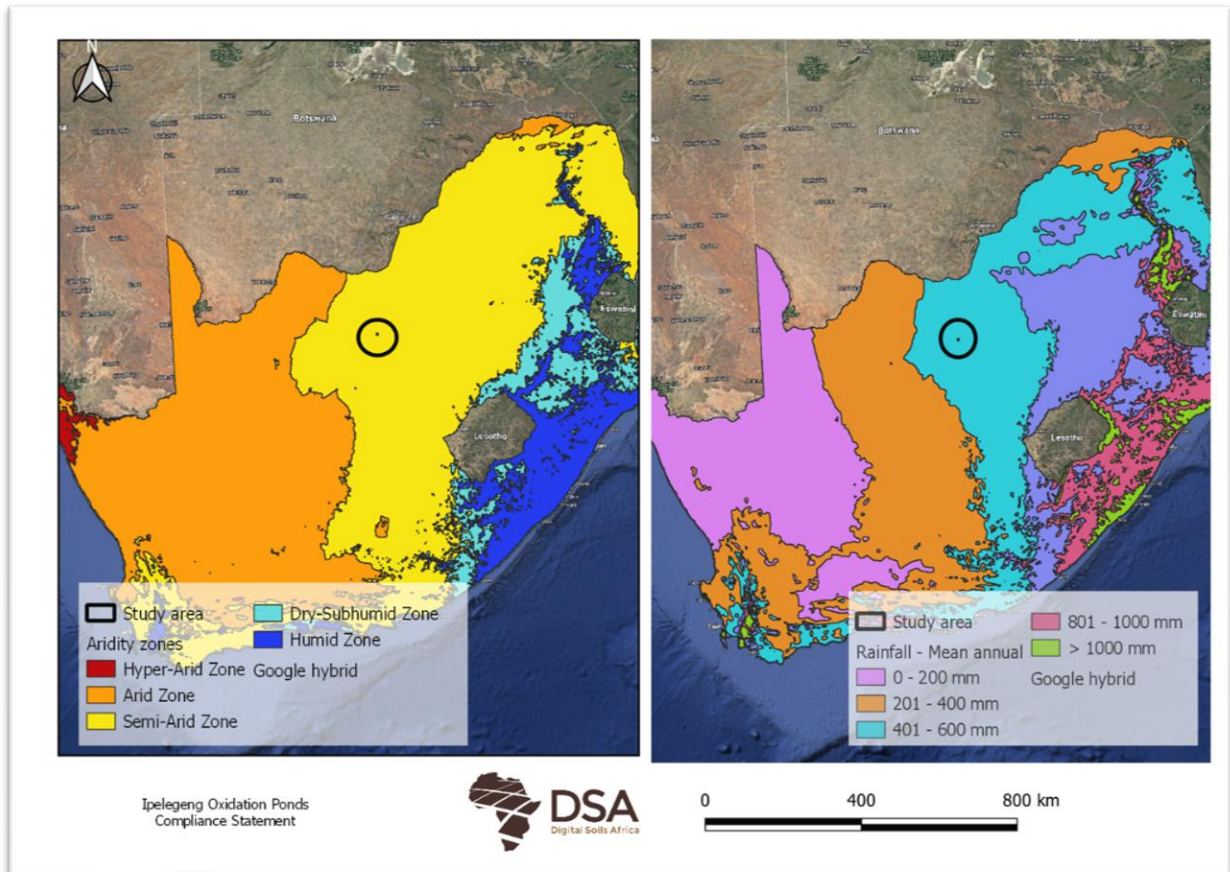 N
Botswana
Lesotho
Eswatini
Study area
Aridity zones
Hyper-Arid Zone
Arid Zone
Semi-Arid Zone
Dry-Subhumid Zone
Humid Zone
Google hybrid
Botswana
Lesotho
Eswatini
Study area
Rainfall - Mean annual
0 - 200 mm
201 - 400 mm
401 - 600 mm
801 - 1000 mm
> 1000 mm
Google hybrid
Ipelegeng Oxidation Ponds
Compliance Statement
DSA
Digital Soils Africa
0 400 800 km